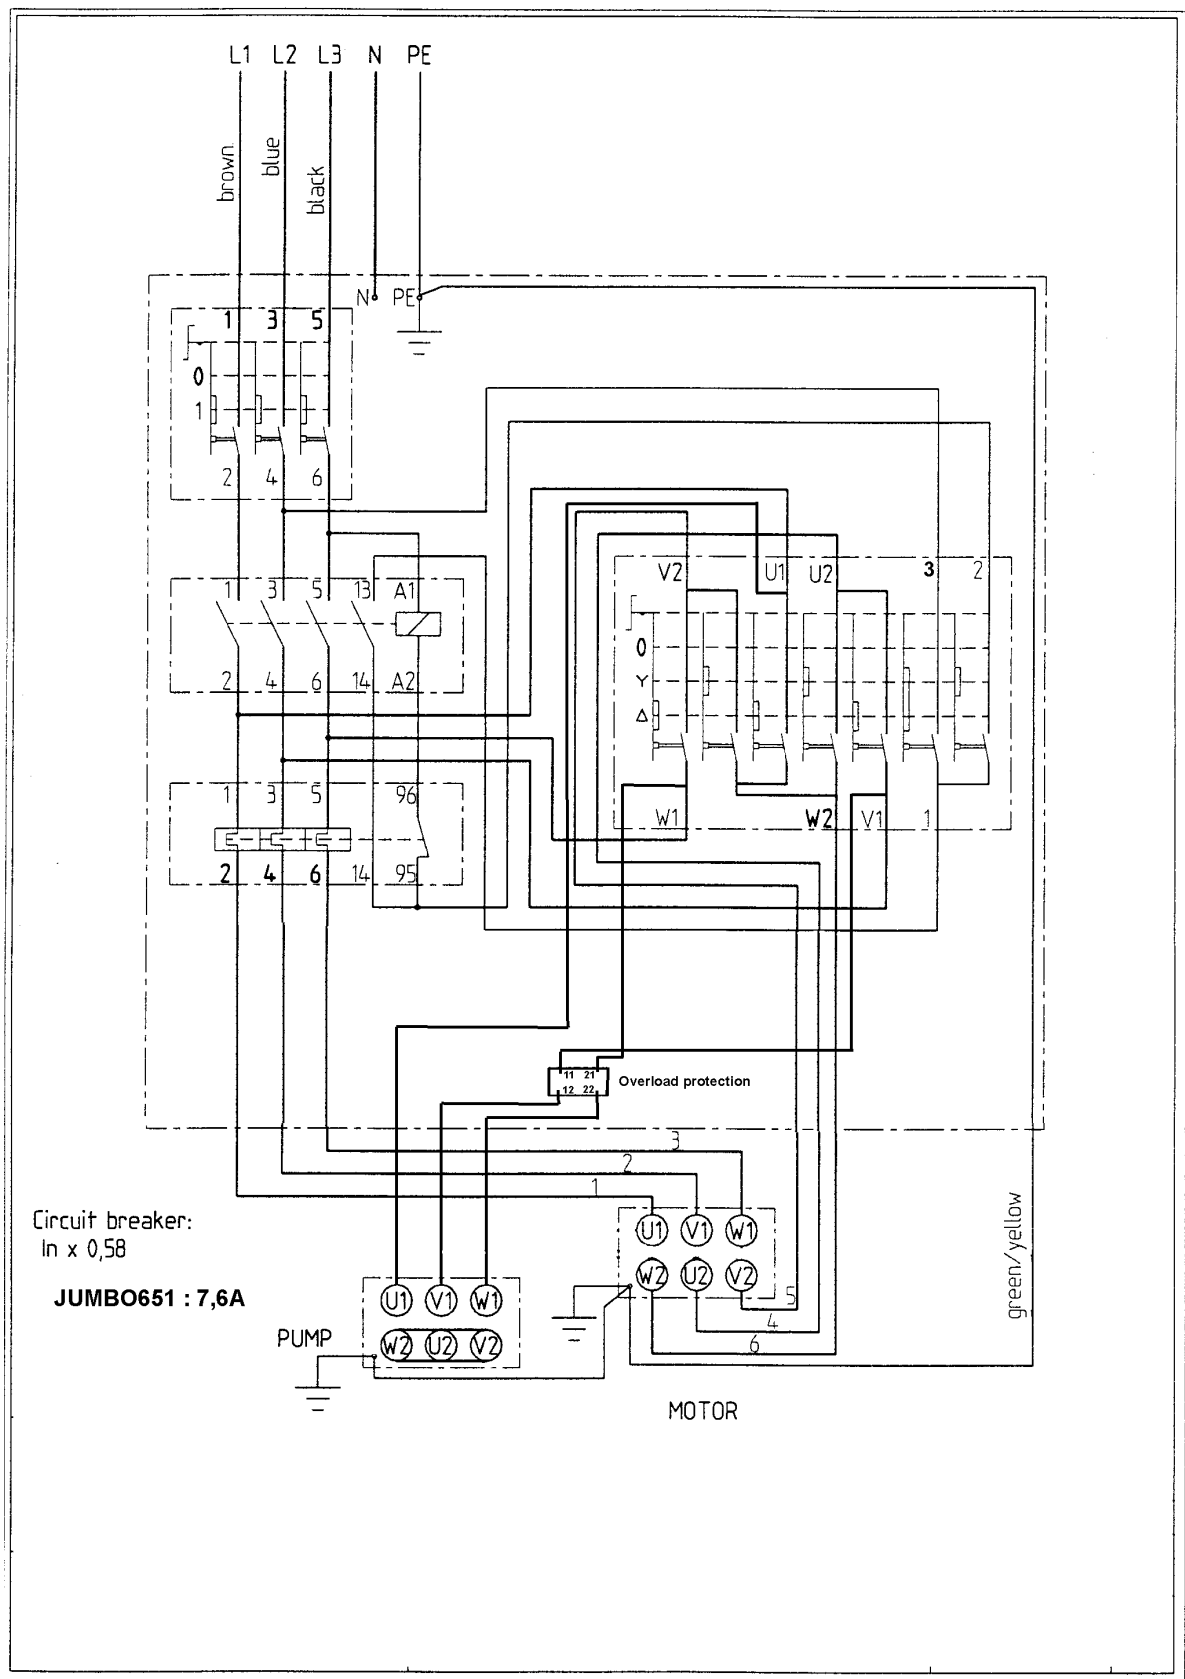 L1 L2 L3 N PE
brown
blue
black
N PE
1 3 5
0
1
2 4 6
1 3 5 13 A1
2 4 6 14 A2
V2 U1 U2 3 2
0
Y
Δ
W1 W2 V1 1
1 3 5 96
2 4 6 14 95
11 21
12 22
Overload protection
3
2
1
U1 V1 W1
W2 U2 V2
5
4
6
green/yellow
Circuit breaker:
In x 0,58
JUMBO651 : 7,6A
U1 V1 W1
PUMP
W2 U2 V2
MOTOR